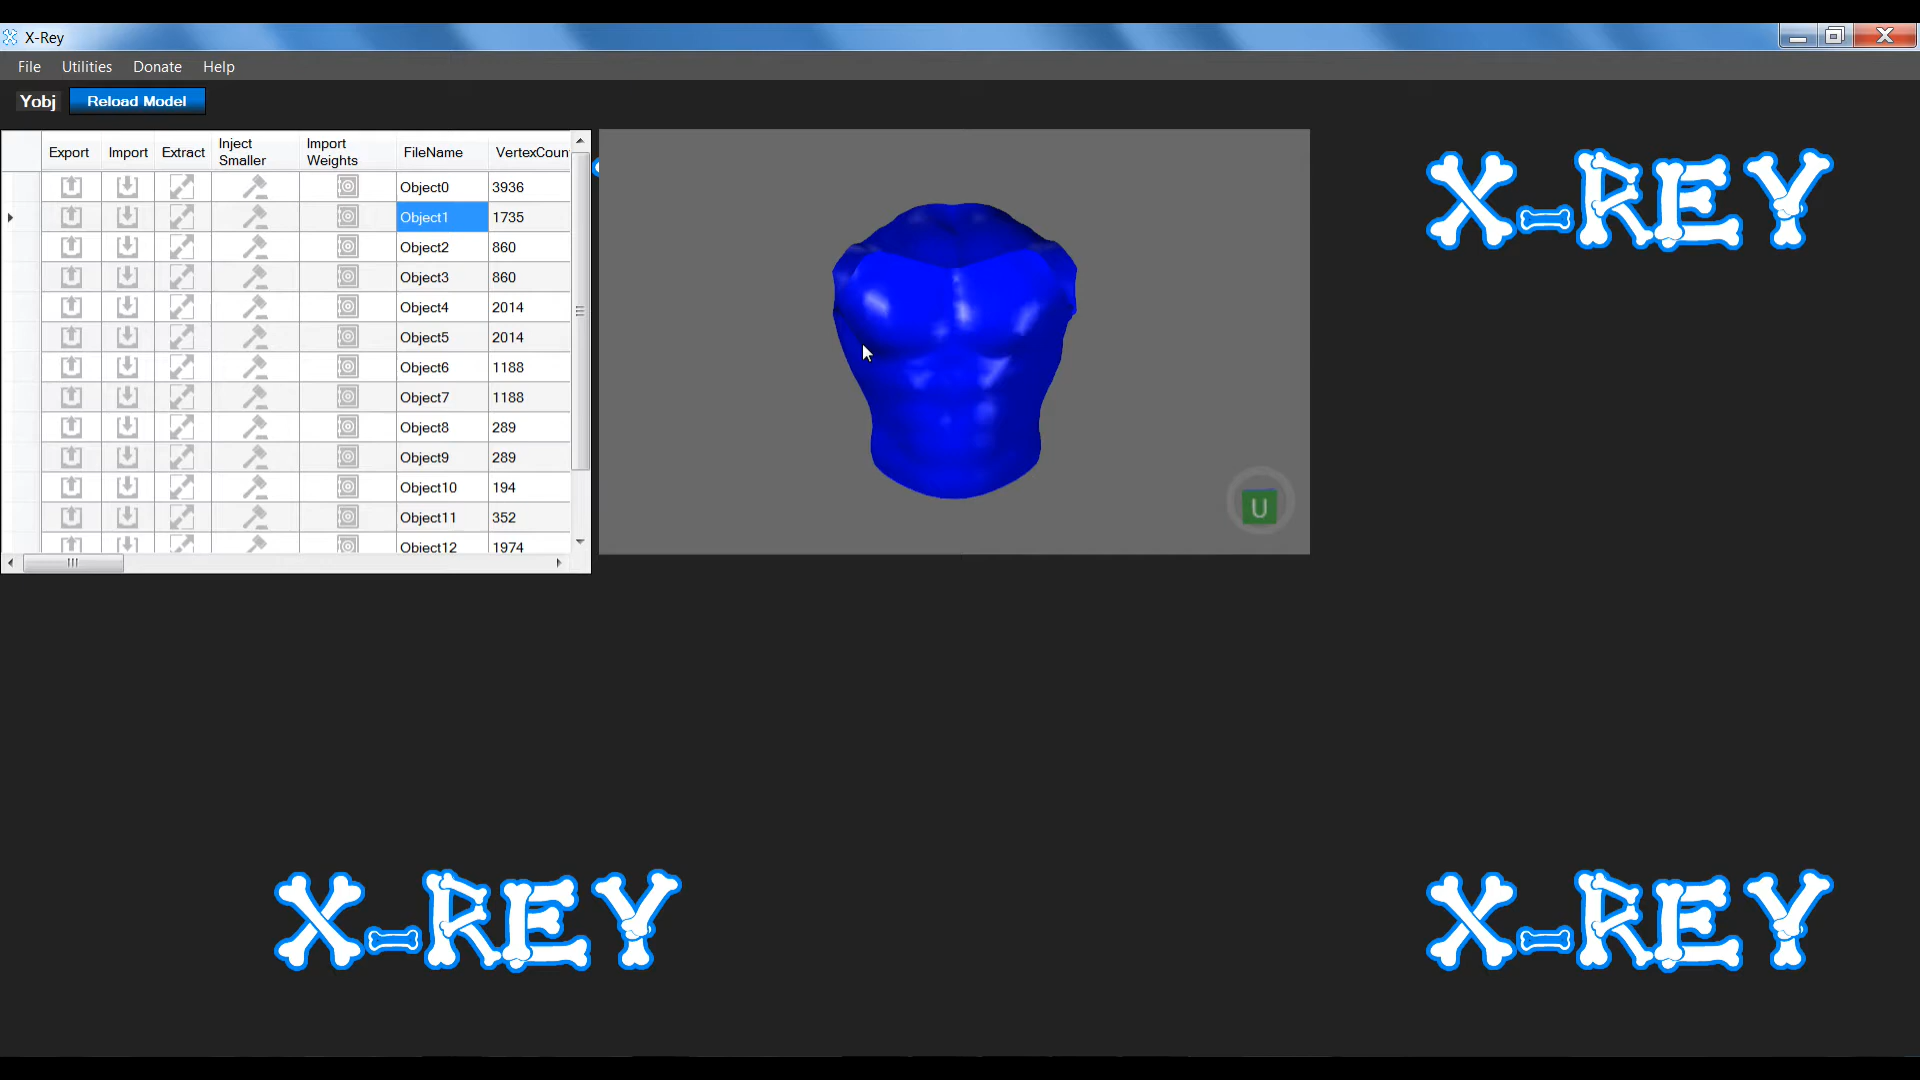 X-Rey
File Utilities Donate Help
Yobj Reload Model
Export Import Extract Inject Smaller Import Weights FileName VertexCoun
Object0 3936
Object1 1735
Object2 860
Object3 860
Object4 2014
Object5 2014
Object6 1188
Object7 1188
Object8 289
Object9 289
Object10 194
Object11 352
Object12 1974
U
X-REY
X-REY
X-REY